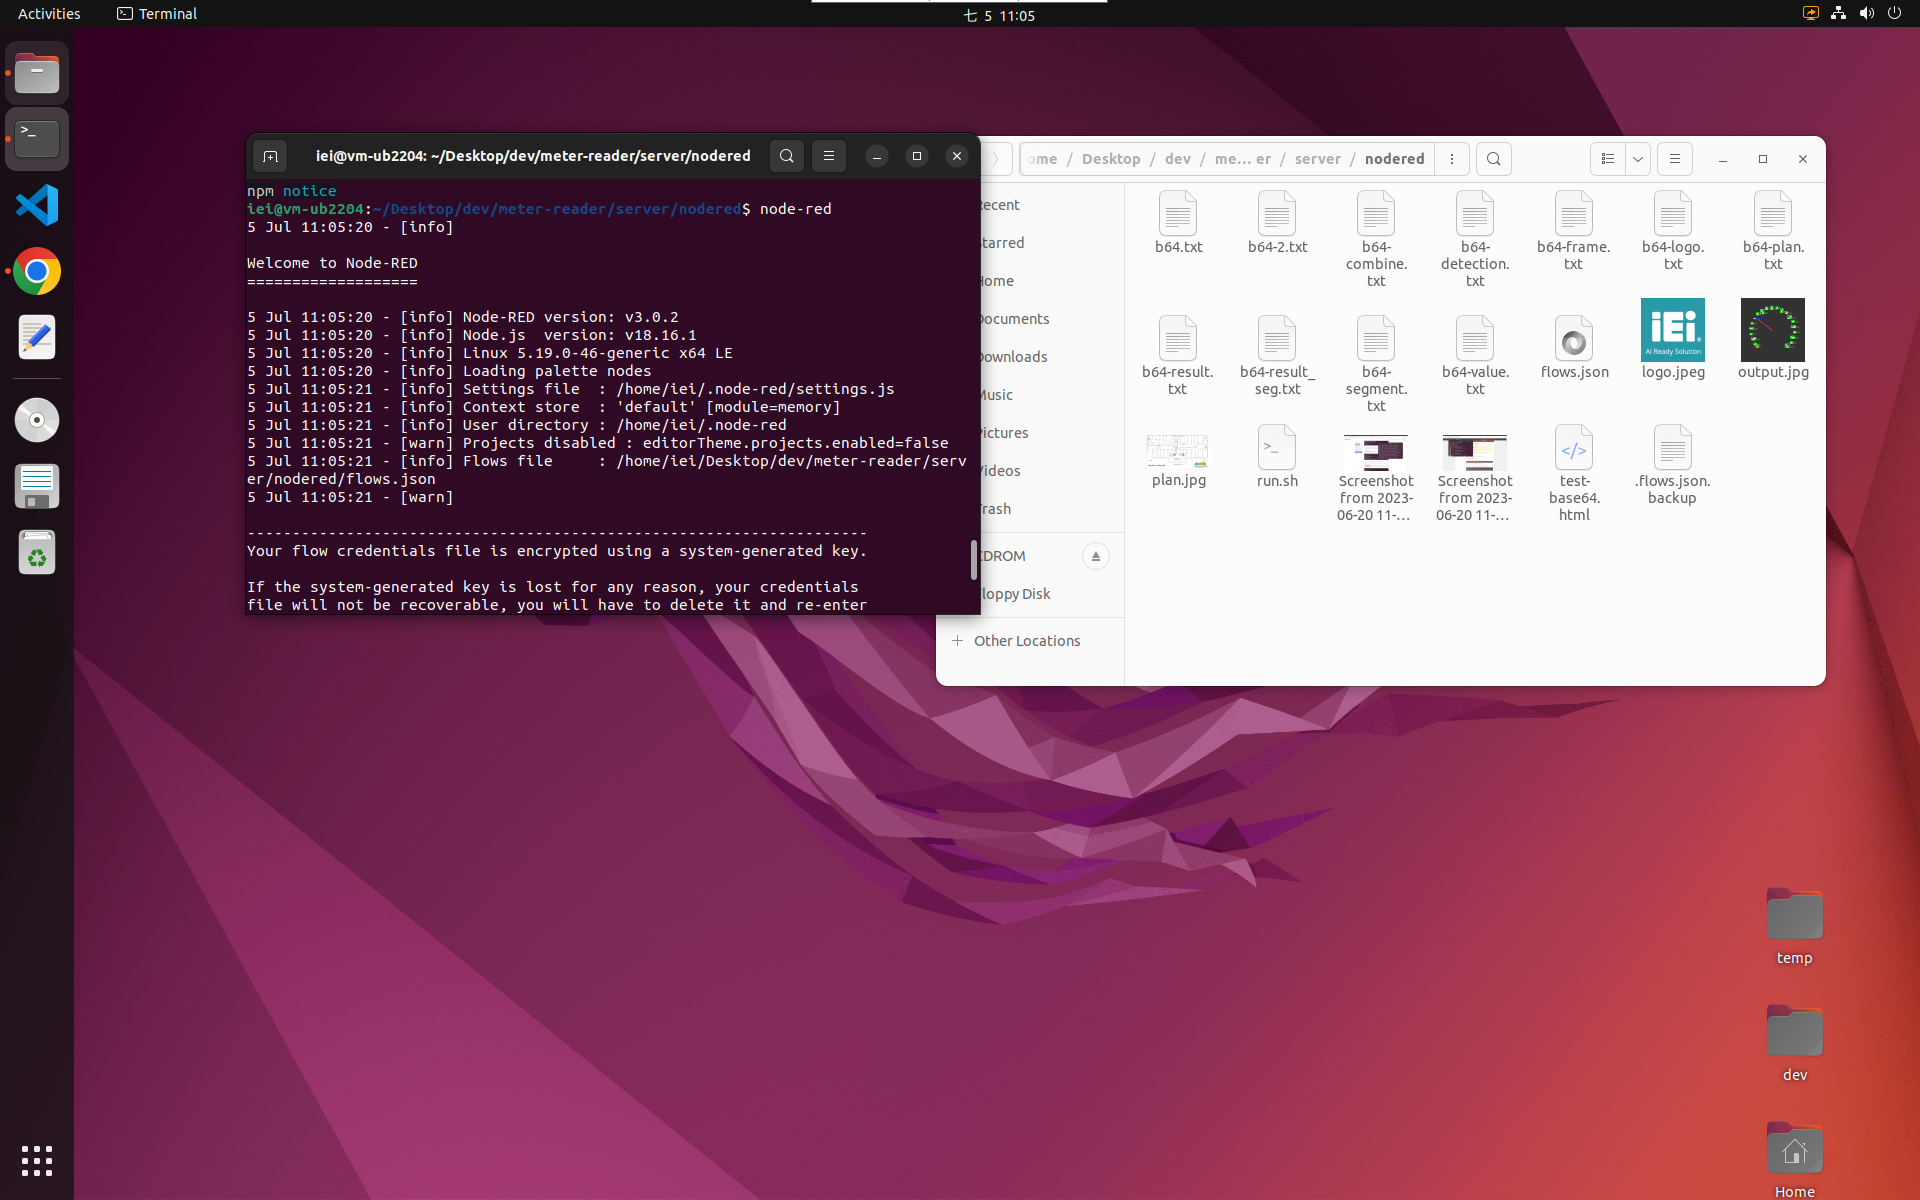 Activities
Terminal
七 5 11:05
iei@vm-ub2204: ~/Desktop/dev/meter-reader/server/nodered
npm notice
iei@vm-ub2204:~/Desktop/dev/meter-reader/server/nodered$ node-red
5 Jul 11:05:20 - [info]
Welcome to Node-RED
===================
5 Jul 11:05:20 - [info] Node-RED version: v3.0.2
5 Jul 11:05:20 - [info] Node.js  version: v18.16.1
5 Jul 11:05:20 - [info] Linux 5.19.0-46-generic x64 LE
5 Jul 11:05:20 - [info] Loading palette nodes
5 Jul 11:05:21 - [info] Settings file  : /home/iei/.node-red/settings.js
5 Jul 11:05:21 - [info] Context store  : 'default' [module=memory]
5 Jul 11:05:21 - [info] User directory : /home/iei/.node-red
5 Jul 11:05:21 - [warn] Projects disabled : editorTheme.projects.enabled=false
5 Jul 11:05:21 - [info] Flows file     : /home/iei/Desktop/dev/meter-reader/serv
er/nodered/flows.json
5 Jul 11:05:21 - [warn]
---------------------------------------------------------------------
Your flow credentials file is encrypted using a system-generated key.
If the system-generated key is lost for any reason, your credentials
file will not be recoverable, you will have to delete it and re-enter
ome / Desktop / dev / me... er / server / nodered
ecent
tarred
ome
ocuments
ownloads
usic
ictures
ideos
rash
CDROM
loppy Disk
Other Locations
b64.txt
b64-2.txt
b64-
combine.
txt
b64-
detection.
txt
b64-frame.
txt
b64-logo.
txt
b64-plan.
txt
b64-result.
txt
b64-result_
seg.txt
b64-
segment.
txt
b64-value.
txt
flows.json
iEi
AI Ready Solution
logo.jpeg
output.jpg
plan.jpg
run.sh
Screenshot
from 2023-
06-20 11-...
Screenshot
from 2023-
06-20 11-...
test-
base64.
html
.flows.json.
backup
temp
dev
Home